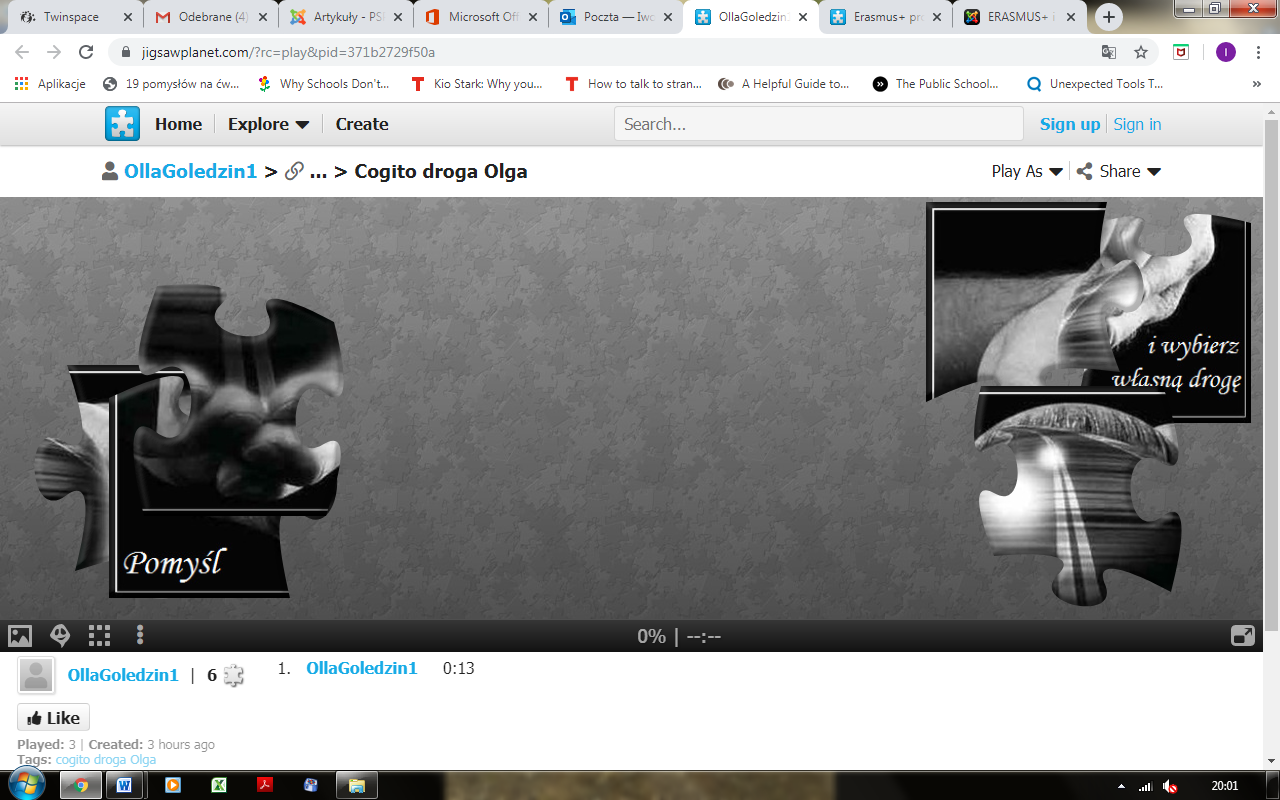 Twinspace
Odebrane (4)
Artykuły - PS
Microsoft Off
Poczta — Iwo
OllaGoledzin1
Erasmus+ pr
ERASMUS+ i
jigsawplanet.com/?rc=play&pid=371b2729f50a
I
Aplikacje
19 pomysłów na ćw...
Why Schools Don't...
Kio Stark: Why you...
How to talk to stran...
A Helpful Guide to...
The Public School...
Unexpected Tools T...
»
Home
Explore
Create
Search...
Sign up
Sign in
OllaGoledzin1 > ... > Cogito droga Olga
Play As
Share
i wybierz
własną drogę
Pomyśl
0% | --:--
OllaGoledzin1 | 6
1. OllaGoledzin1 0:13
Like
Played: 3 | Created: 3 hours ago
Tags: cogito droga Olga
20:01